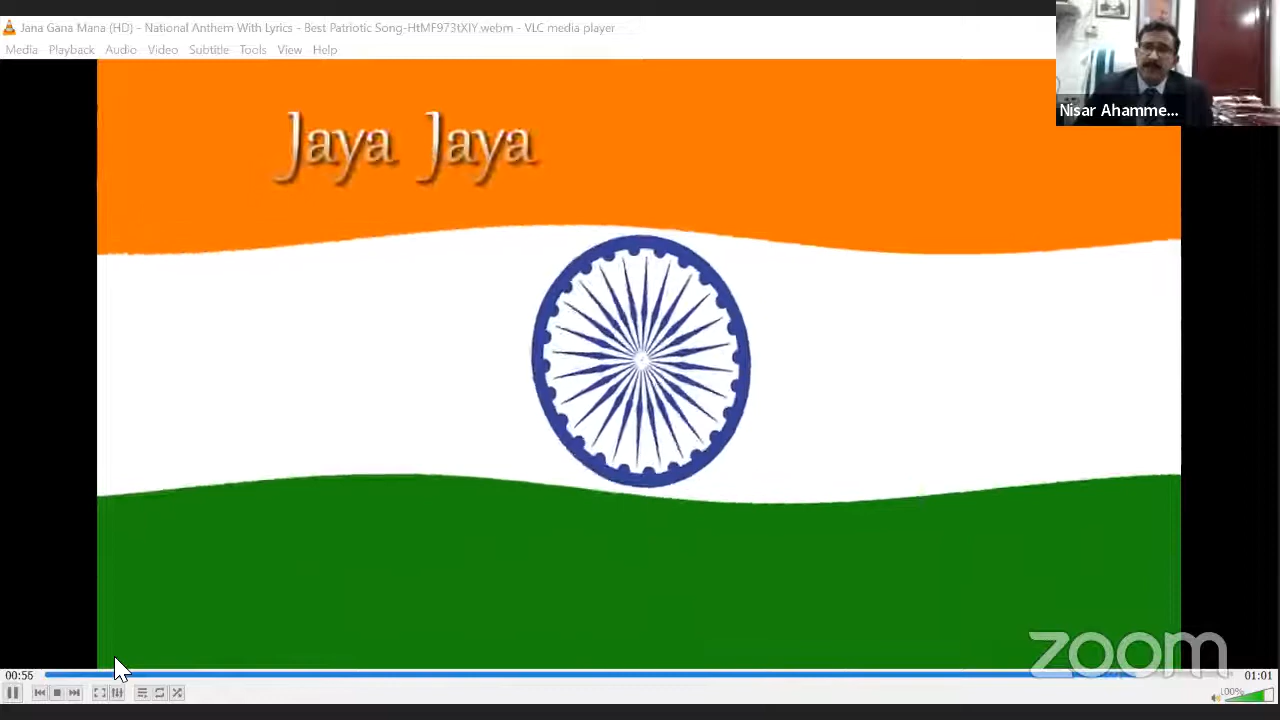 Jana Gana Mana (HD) - National Anthem With Lyrics - Best Patriotic Song-HtMF973tXIY.webm - VLC media player
Media Playback Audio Video Subtitle Tools View Help
Nisar Ahamme...
Jaya Jaya
zoom
00:55
01:01
100%